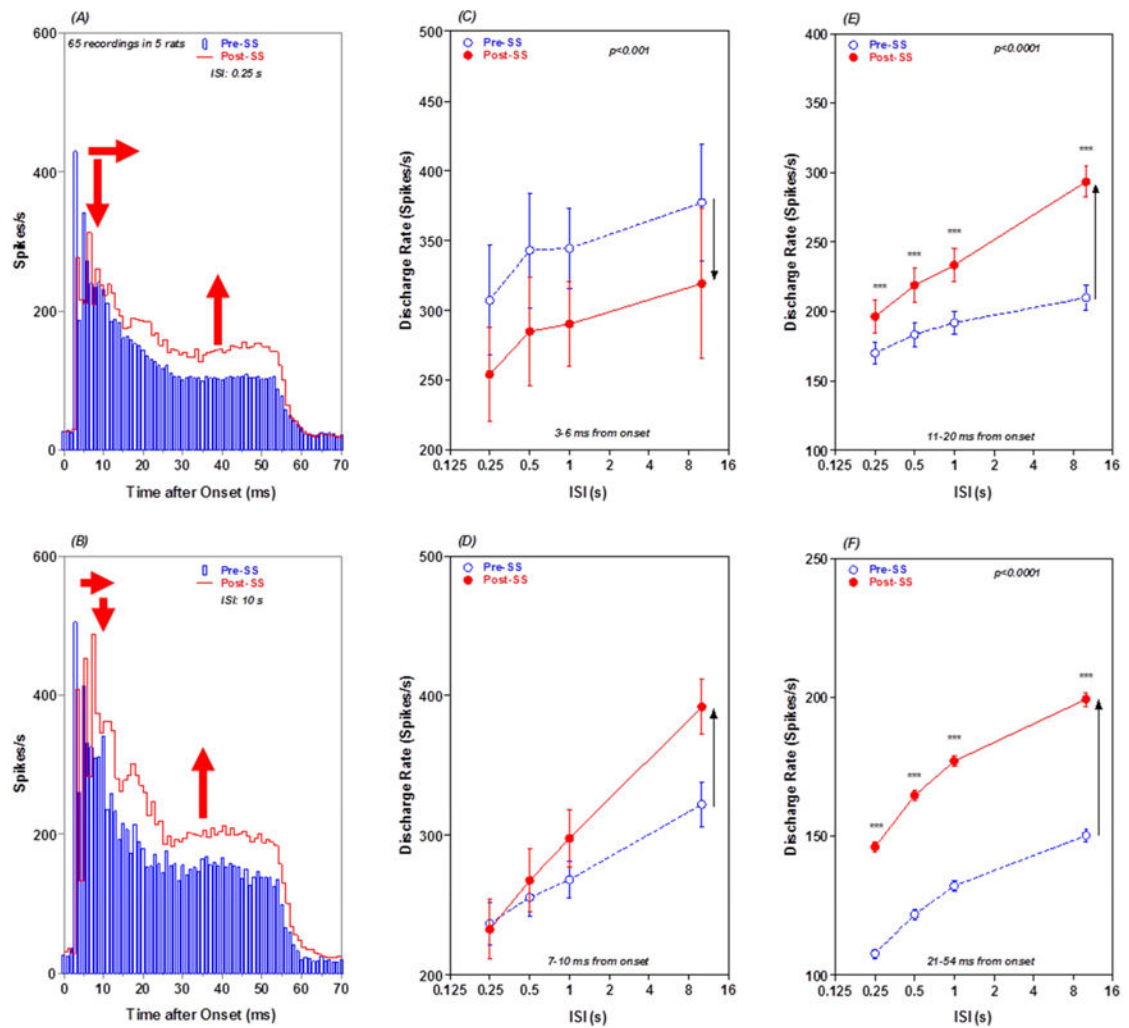 (A)
65 recordings in 5 rats
Pre-SS
Post-SS
ISI: 0.25 s
600
400
200
0
Spikes/s
0 10 20 30 40 50 60 70
Time after Onset (ms)
(C)
Pre-SS
Post-SS
p<0.001
500
450
400
350
300
250
200
Discharge Rate (Spikes/s)
3-6 ms from onset
0.125 0.25 0.5 1 2 4 8 16
ISI (s)
(E)
Pre-SS
Post-SS
p<0.0001
400
350
300
250
200
150
100
Discharge Rate (Spikes/s)
***
***
***
***
11-20 ms from onset
0.125 0.25 0.5 1 2 4 8 16
ISI (s)
(B)
Pre-SS
Post-SS
ISI: 10 s
600
400
200
0
Spikes/s
0 10 20 30 40 50 60 70
Time after Onset (ms)
(D)
Pre-SS
Post-SS
500
400
300
200
Discharge Rate (Spikes/s)
7-10 ms from onset
0.125 0.25 0.5 1 2 4 8 16
ISI (s)
(F)
Pre-SS
Post-SS
p<0.0001
250
200
150
100
Discharge Rate (Spikes/s)
***
***
***
***
21-54 ms from onset
0.125 0.25 0.5 1 2 4 8 16
ISI (s)